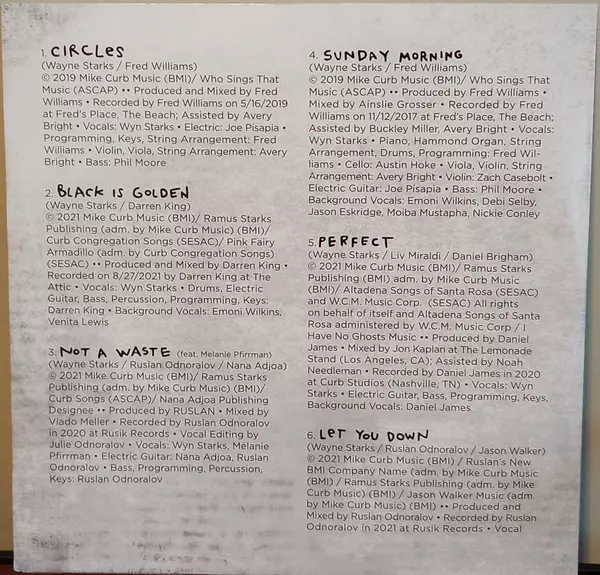 1. CIRCLES
(Wayne Starks / Fred Williams)
© 2019 Mike Curb Music (BMI)/ Who Sings That
Music (ASCAP) •• Produced and Mixed by Fred
Williams • Recorded by Fred Williams on 5/16/2019
at Fred's Place, The Beach; Assisted by Avery
Bright • Vocals: Wyn Starks • Electric: Joe Pisapia •
Programming, Keys, String Arrangement: Fred
Williams • Violin, Viola, String Arrangement: Avery
Bright • Bass: Phil Moore
2. BLACK IS GOLDEN
(Wayne Starks / Darren King)
© 2021 Mike Curb Music (BMI)/ Ramus Starks
Publishing (adm. by Mike Curb Music) (BMI)/
Curb Congregation Songs (SESAC)/ Pink Fairy
Armadillo (adm. by Curb Congregation Songs)
(SESAC) •• Produced and Mixed by Darren King •
Recorded on 8/27/2021 by Darren King at The
Attic • Vocals: Wyn Starks • Drums, Electric
Guitar, Bass, Percussion, Programming, Keys:
Darren King • Background Vocals: Emoni Wilkins,
Venita Lewis
3. NOT A WASTE (feat. Melanie Pfirrman)
(Wayne Starks / Ruslan Odnoralov / Nana Adjoa)
© 2021 Mike Curb Music (BMI)/ Ramus Starks
Publishing (adm. by Mike Curb Music) (BMI)/
Curb Songs (ASCAP)/ Nana Adjoa Publishing
Designee •• Produced by RUSLAN • Mixed by
Vlado Meller • Recorded by Ruslan Odnoralov
in 2020 at Rusik Records • Vocal Editing by
Julie Odnoralov • Vocals: Wyn Starks, Melanie
Pfirrman • Electric Guitar: Nana Adjoa, Ruslan
Odnoralov • Bass, Programming, Percussion,
Keys: Ruslan Odnoralov
4. SUNDAY MORNING
(Wayne Starks / Fred Williams)
© 2019 Mike Curb Music (BMI)/ Who Sings That
Music (ASCAP) •• Produced by Fred Williams •
Mixed by Ainslie Grosser • Recorded by Fred
Williams on 11/12/2017 at Fred's Place, The Beach;
Assisted by Buckley Miller, Avery Bright • Vocals:
Wyn Starks • Piano, Hammond Organ, String
Arrangement, Drums, Programming: Fred Wil-
liams • Cello: Austin Hoke • Viola, Violin, String
Arrangement: Avery Bright • Violin: Zach Casebolt •
Electric Guitar: Joe Pisapia • Bass: Phil Moore •
Background Vocals: Emoni Wilkins, Debi Selby,
Jason Eskridge, Moiba Mustapha, Nickie Conley
5. PERFECT
(Wayne Starks / Liv Miraldi / Daniel Brigham)
© 2021 Mike Curb Music (BMI)/ Ramus Starks
Publishing (BMI) adm. by Mike Curb Music
(BMI)/ Altadena Songs of Santa Rosa (SESAC)
and W.C.M. Music Corp. (SESAC) All rights
on behalf of itself and Altadena Songs of Santa
Rosa administered by W.C.M. Music Corp / I
Have No Ghosts Music •• Produced by Daniel
James • Mixed by Jon Kaplan at The Lemonade
Stand (Los Angeles, CA); Assisted by Noah
Needleman • Recorded by Daniel James in 2020
at Curb Studios (Nashville, TN) • Vocals: Wyn
Starks • Electric Guitar, Bass, Programming, Keys,
Background Vocals: Daniel James
6. LET YOU DOWN
(Wayne Starks / Ruslan Odnoralov / Jason Walker)
© 2021 Mike Curb Music (BMI) / Ruslan's New
BMI Company Name (adm. by Mike Curb Music)
(BMI) / Ramus Starks Publishing (adm. by Mike
Curb Music) (BMI) / Jason Walker Music (adm.
by Mike Curb Music) (BMI) •• Produced and
Mixed by Ruslan Odnoralov • Recorded by Ruslan
Odnoralov in 2021 at Rusik Records • Vocal